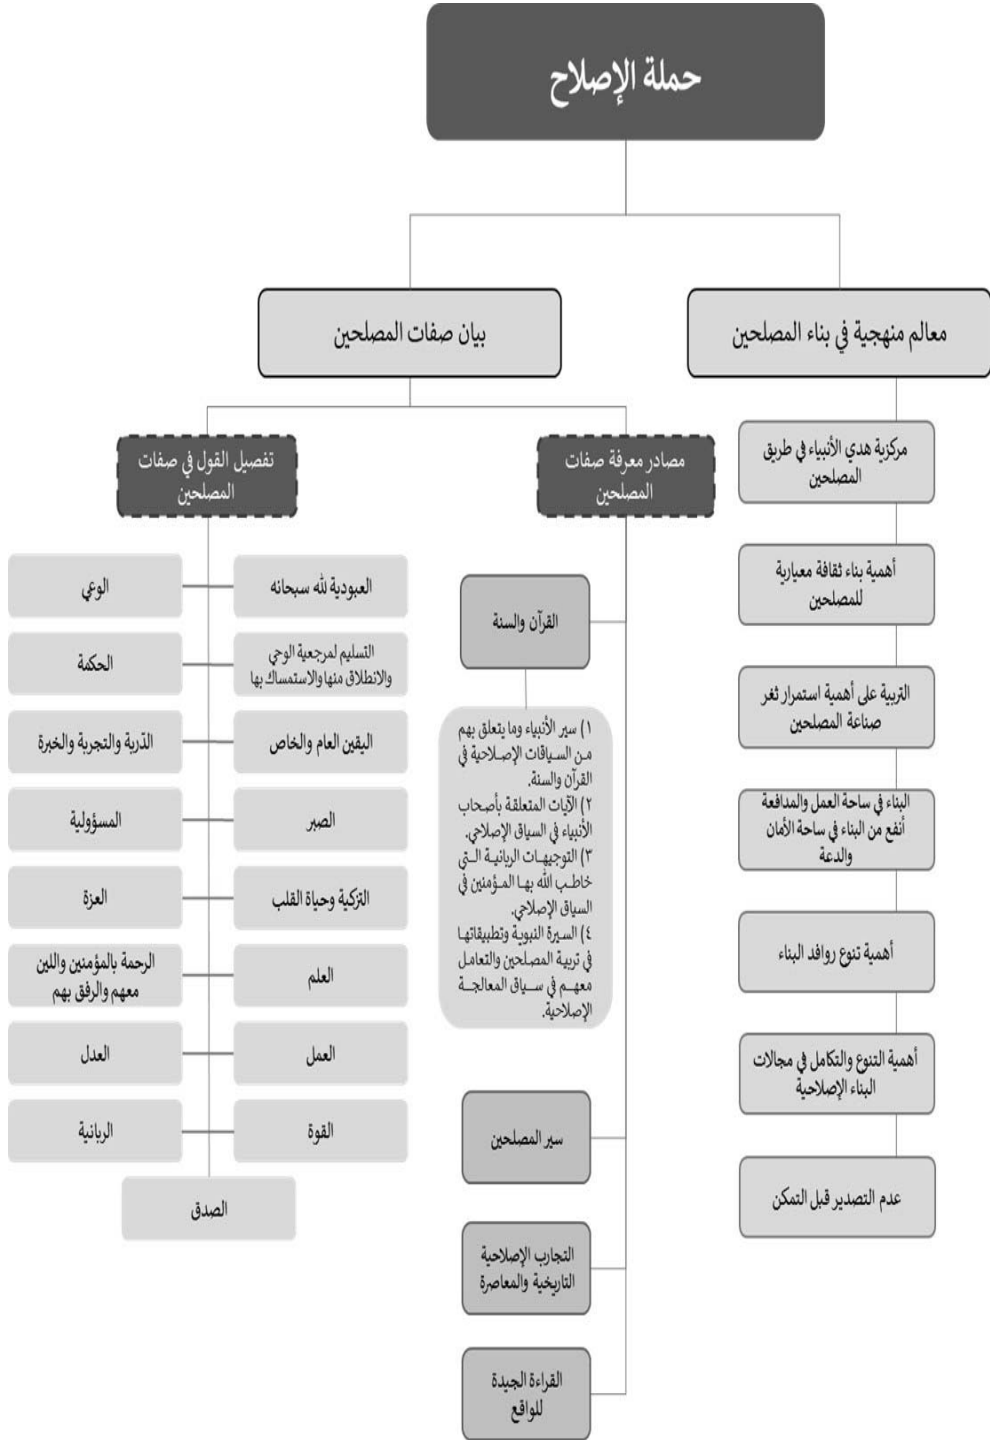 حملة الإصلاح
معالم منهجية في بناء المصلحين
مركزية هدي الأنبياء في طريق
المصلحين
أهمية بناء ثقافة معيارية
للمصلحين
التربية على أهمية استمرار ثغر
صناعة المصلحين
البناء في ساحة العمل والمدافعة
أنفع من البناء في ساحة الأمان
والدعة
أهمية تنوع روافد البناء
أهمية التنوع والتكامل في مجالات
البناء الإصلاحية
عدم التصدير قبل التمكن
بيان صفات المصلحين
مصادر معرفة صفات
المصلحين
القرآن والسنة
١) سير الأنبياء وما يتعلق بهم
من السياقات الإصلاحية في
القرآن والسنة.
٢) الآيات المتعلقة بأصحاب
الأنبياء في السياق الإصلاحي.
٣) التوجيهات الربانية التي
خاطب الله بها المؤمنين في
السياق الإصلاحي.
٤) السيرة النبوية وتطبيقاتها
في تربية المصلحين والتعامل
معهم في سياق المعالجة
الإصلاحية.
سير المصلحين
التجارب الإصلاحية
التاريخية والمعاصرة
القراءة الجيدة
للواقع
تفصيل القول في صفات
المصلحين
العبودية لله سبحانه
الوعي
التسليم لمرجعية الوحي
والانطلاق منها والاستمساك بها
الحكمة
اليقين العام والخاص
الدّربة والتجربة والخبرة
الصبر
المسؤولية
التزكية وحياة القلب
العزة
العلم
الرحمة بالمؤمنين واللين
معهم والرفق بهم
العمل
العدل
القوة
الربانية
الصدق